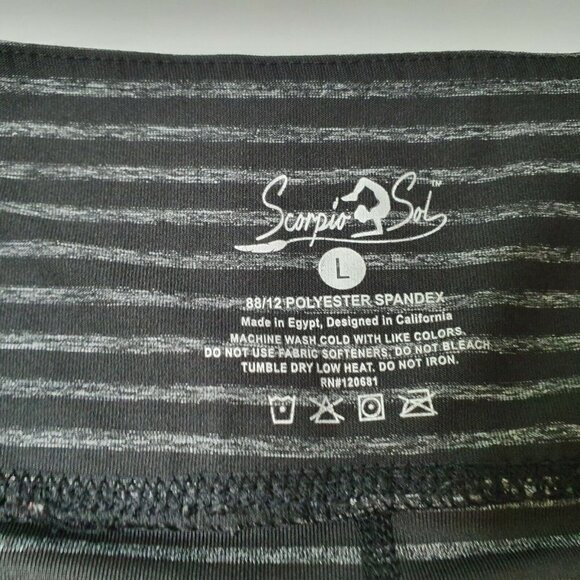 Scorpio Sol ™
L
88/12 POLYESTER SPANDEX
Made in Egypt, Designed in California
MACHINE WASH COLD WITH LIKE COLORS.
DO NOT USE FABRIC SOFTENERS. DO NOT BLEACH
TUMBLE DRY LOW HEAT. DO NOT IRON.
RN#120681